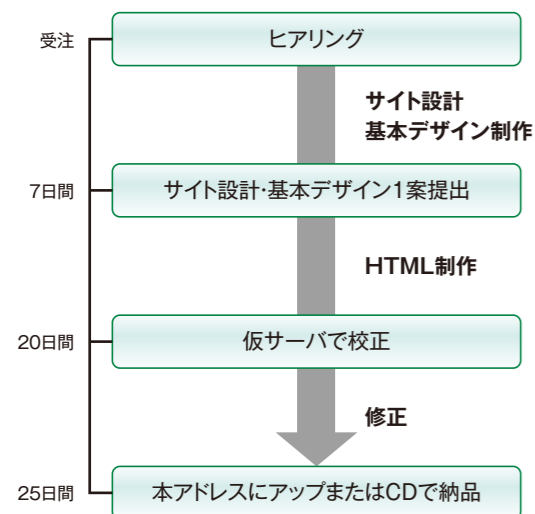 受注
ヒアリング
サイト設計
基本デザイン制作
7日間
サイト設計・基本デザイン1案提出
HTML制作
20日間
仮サーバで校正
修正
25日間
本アドレスにアップまたはCDで納品